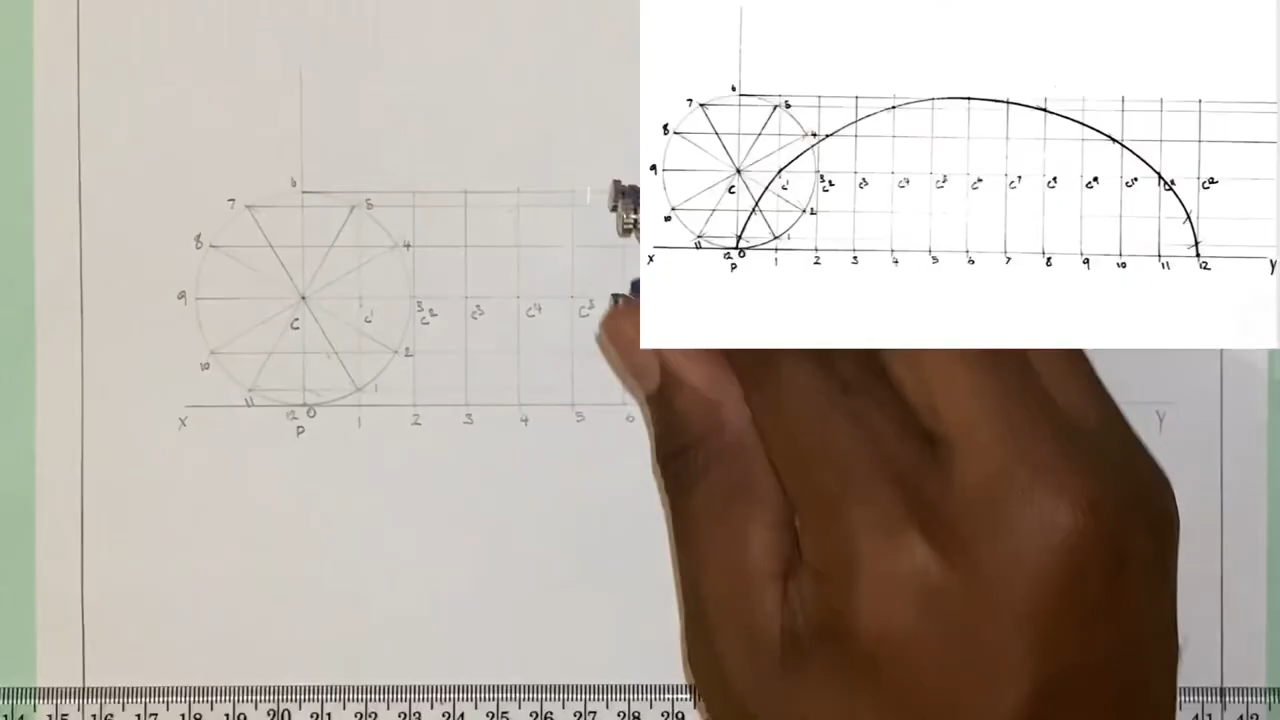 6
7 5
8 4
9 3
C C' C2 C3 C4 C5
10 2
11 1
12 0 1 2 3 4 5 6
X P Y
6
7 5
8 4
9 3
C C' C2 C3 C4 C5 C6 C7 C8 C9 C10 C11 C12
10 2
11 1
X 12 0 1 2 3 4 5 6 7 8 9 10 11 12 Y
P
14 15 16 17 18 19 20 21 22 23 24 25 26 27 28 29 41 42